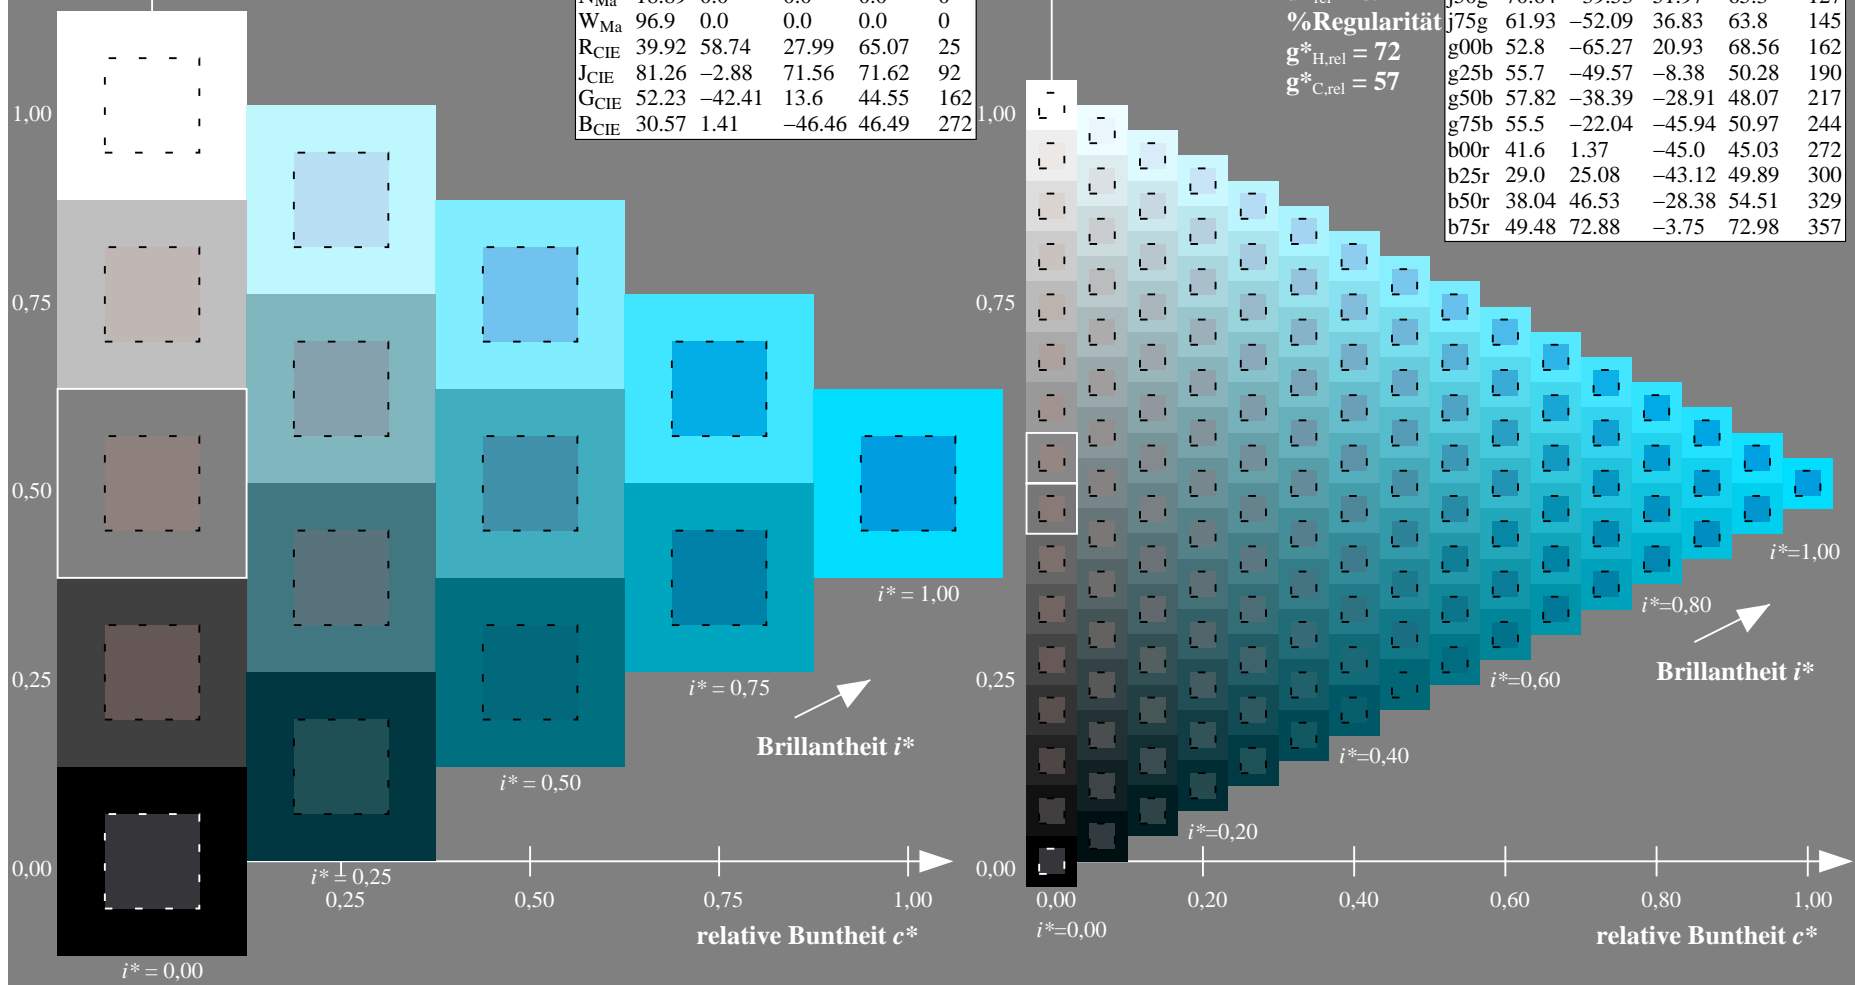 W_Ma 96.9 0.0 0.0 0.0 0
R_CIE 39.92 58.74 27.99 65.07 25
J_CIE 81.26 −2.88 71.56 71.62 92
G_CIE 52.23 −42.41 13.6 44.55 162
B_CIE 30.57 1.41 −46.46 46.49 272
1,00
0,75
0,50
0,25
0,00
i* = 1,00
i* = 0,75
i* = 0,50
i* = 0,25
i* = 0,00
Brillantheit i*
0,25 0,50 0,75 1,00
relative Buntheit c*
%Regularität
g*_H,rel = 72
g*_C,rel = 57
j75g 61.93 −52.09 36.83 63.8 145
g00b 52.8 −65.27 20.93 68.56 162
g25b 55.7 −49.57 −8.38 50.28 190
g50b 57.82 −38.39 −28.91 48.07 217
g75b 55.5 −22.04 −45.94 50.97 244
b00r 41.6 1.37 −45.0 45.03 272
b25r 29.0 25.08 −43.12 49.89 300
b50r 38.04 46.53 −28.38 54.51 329
b75r 49.48 72.88 −3.75 72.98 357
1,00
0,75
0,50
0,25
0,00
i*=1,00
i*=0,80
i*=0,60
i*=0,40
i*=0,20
i*=0,00
Brillantheit i*
0,00 0,20 0,40 0,60 0,80 1,00
relative Buntheit c*